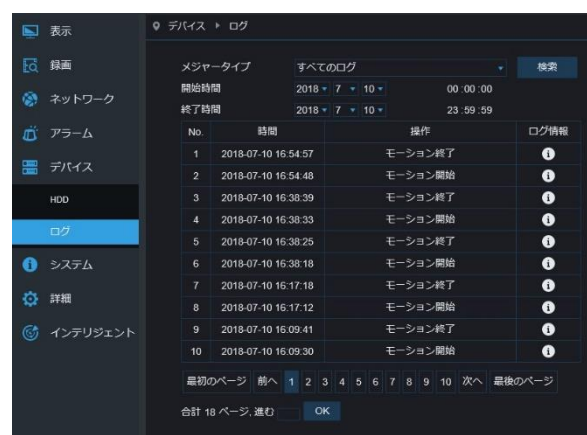 表示
録画
ネットワーク
アラーム
デバイス
HDD
ログ
システム
詳細
インテリジェント
デバイス ▸ ログ
メジャータイプ すべてのログ 検索
開始時間 2018 7 10 00:00:00
終了時間 2018 7 10 23:59:59
No. 時間 操作 ログ情報
1 2018-07-10 16:54:57 モーション終了
2 2018-07-10 16:54:48 モーション開始
3 2018-07-10 16:38:39 モーション終了
4 2018-07-10 16:38:33 モーション開始
5 2018-07-10 16:38:25 モーション終了
6 2018-07-10 16:38:18 モーション開始
7 2018-07-10 16:17:18 モーション終了
8 2018-07-10 16:17:12 モーション開始
9 2018-07-10 16:09:41 モーション終了
10 2018-07-10 16:09:30 モーション開始
最初のページ 前へ 1 2 3 4 5 6 7 8 9 10 次へ 最後のページ
合計 18 ページ, 進む OK